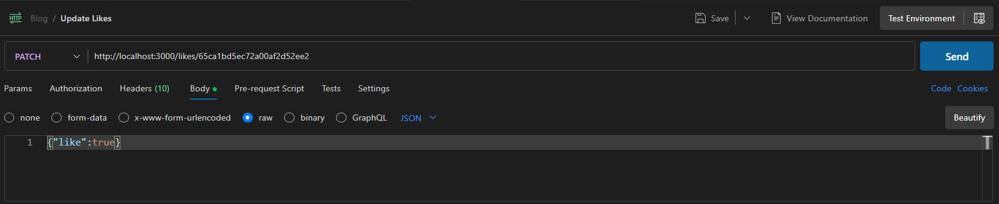 HTTP Blog / Update Likes Save View Documentation Test Environment
PATCH http://localhost:3000/likes/65ca1bd5ec72a00af2d52ee2 Send
Params Authorization Headers (10) Body Pre-request Script Tests Settings Code Cookies
none form-data x-www-form-urlencoded raw binary GraphQL JSON Beautify
1 {"like":true}